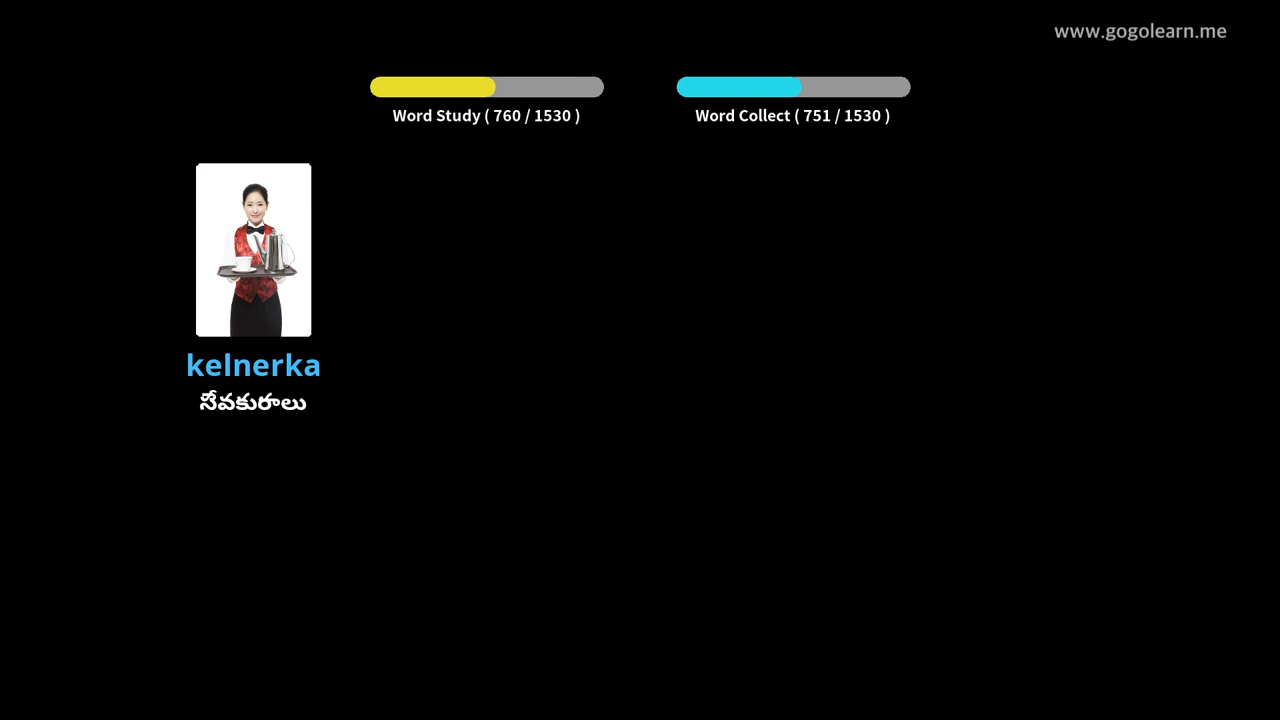 www.gogolearn.me
Word Study ( 760 / 1530 )
Word Collect ( 751 / 1530 )
kelnerka
సేవకురాలు